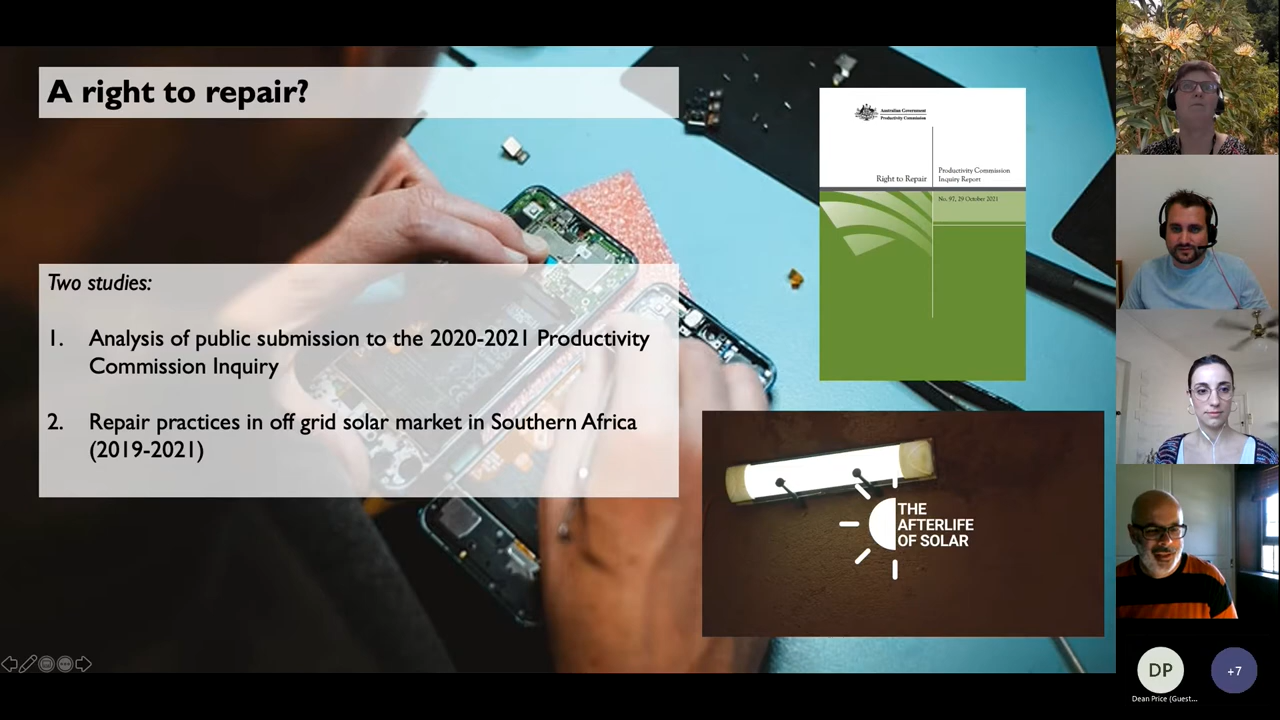 A right to repair?
Two studies:
1. Analysis of public submission to the 2020-2021 Productivity
Commission Inquiry
2. Repair practices in off grid solar market in Southern Africa
(2019-2021)
Australian Government
Productivity Commission
Right to Repair
Productivity Commission
Inquiry Report
No. 97, 29 October 2021
THE
AFTERLIFE
OF SOLAR
DP
+7
Dean Price (Guest...